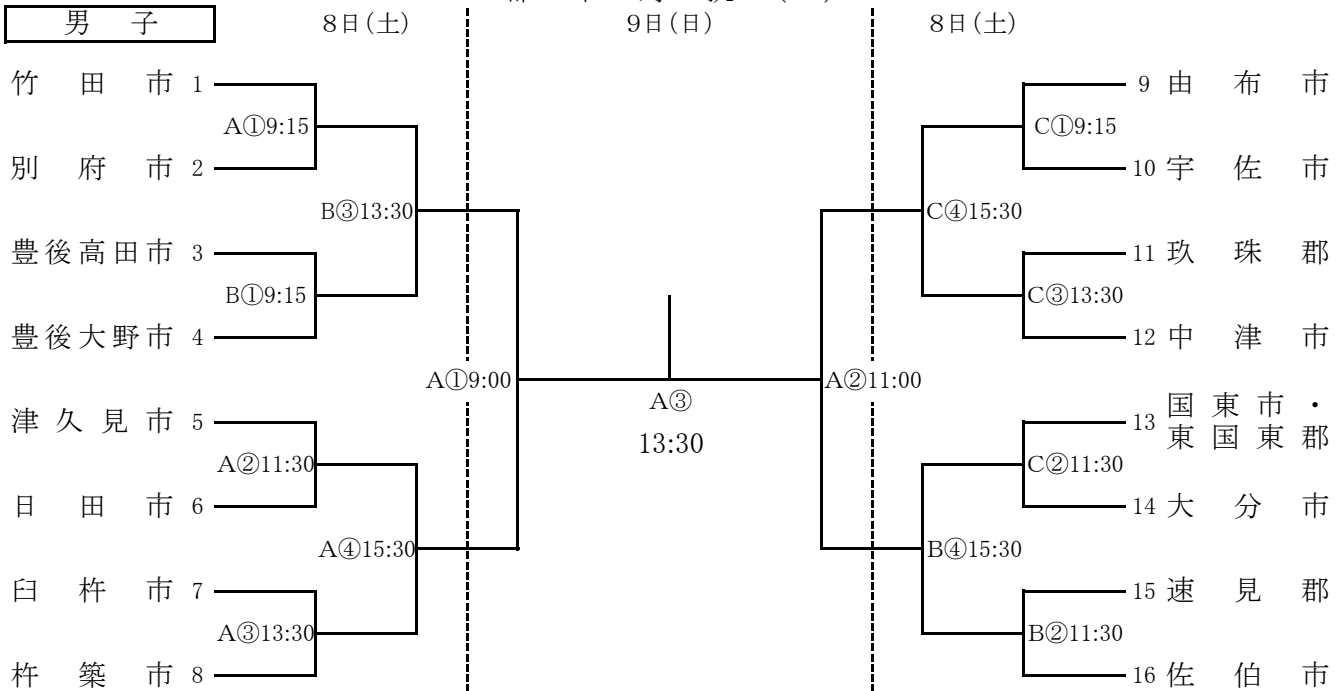 男 子
8日(土)
9日(日)
8日(土)
竹田市 1
A①9:15
別府市 2
B③13:30
豊後高田市 3
B①9:15
豊後大野市 4
A①9:00
津久見市 5
A②11:30
日田市 6
A④15:30
臼杵市 7
A③13:30
杵築市 8
A③
13:30
9 由布市
C①9:15
10 宇佐市
C④15:30
11 玖珠郡
C③13:30
12 中津市
A②11:00
13 国東市・
東国東郡
C②11:30
14 大分市
B④15:30
15 速見郡
B②11:30
16 佐伯市